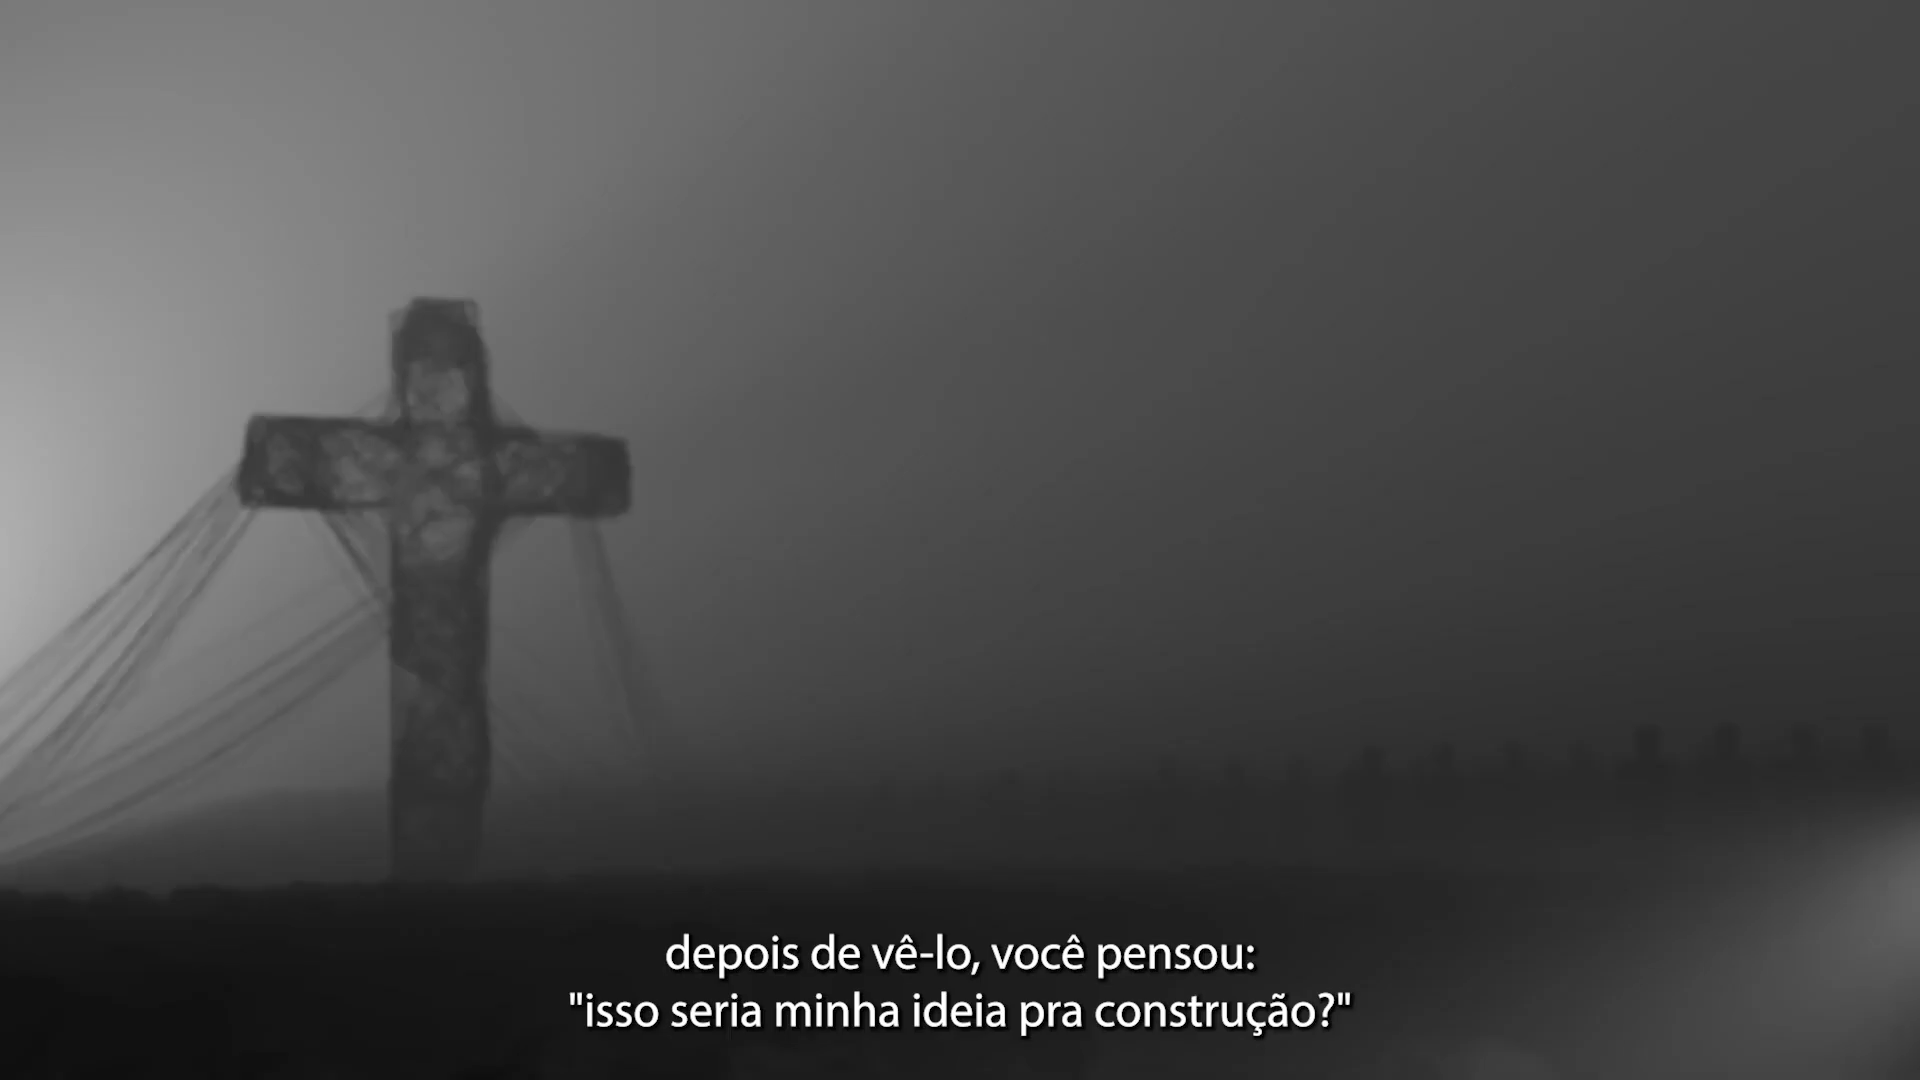 depois de vê-lo, você pensou:
"isso seria minha ideia pra construção?"